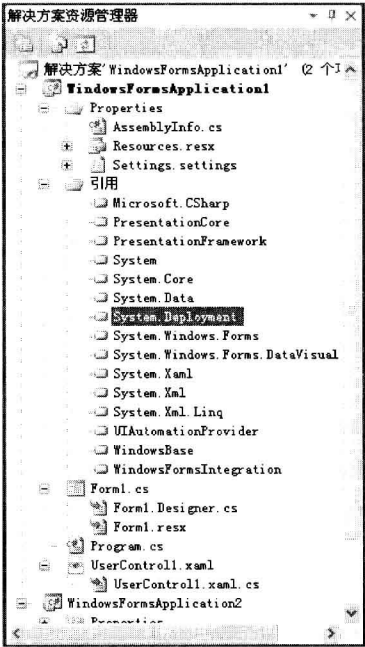 解决方案资源管理器
解决方案'WindowsFormsApplication1' (2 个
WindowsFormsApplication1
Properties
AssemblyInfo.cs
Resources.resx
Settings.settings
引用
Microsoft.CSharp
PresentationCore
PresentationFramework
System
System.Core
System.Data
System.Deployment
System.Windows.Forms
System.Windows.Forms.DataVisual
System.Xaml
System.Xml
System.Xml.Linq
UIAutomationProvider
WindowsBase
WindowsFormsIntegration
Form1.cs
Form1.Designer.cs
Form1.resx
Program.cs
UserControl1.xaml
UserControl1.xaml.cs
WindowsFormsApplication2
Properties